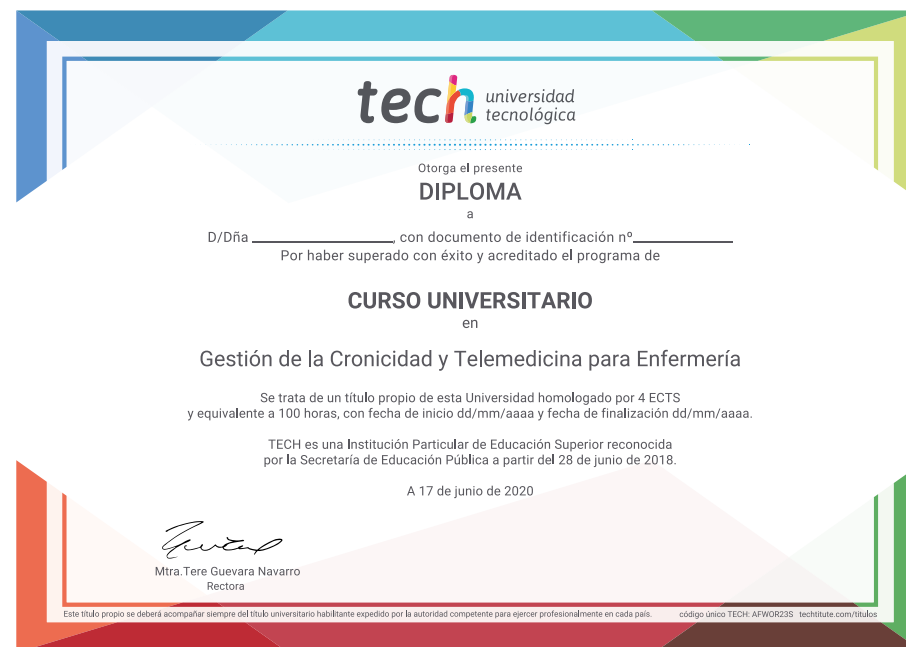 tech universidad
tecnológica
Otorga el presente
DIPLOMA
a
D/Dña ____________________, con documento de identificación nº______________
Por haber superado con éxito y acreditado el programa de
CURSO UNIVERSITARIO
en
Gestión de la Cronicidad y Telemedicina para Enfermería
Se trata de un título propio de esta Universidad homologado por 4 ECTS
y equivalente a 100 horas, con fecha de inicio dd/mm/aaaa y fecha de finalización dd/mm/aaaa.
TECH es una Institución Particular de Educación Superior reconocida
por la Secretaría de Educación Pública a partir del 28 de junio de 2018.
A 17 de junio de 2020
Mtra.Tere Guevara Navarro
Rectora
Este título propio se deberá acompañar siempre del título universitario habilitante expedido por la autoridad competente para ejercer profesionalmente en cada país. código único TECH: AFWOR23S techtitute.com/títulos